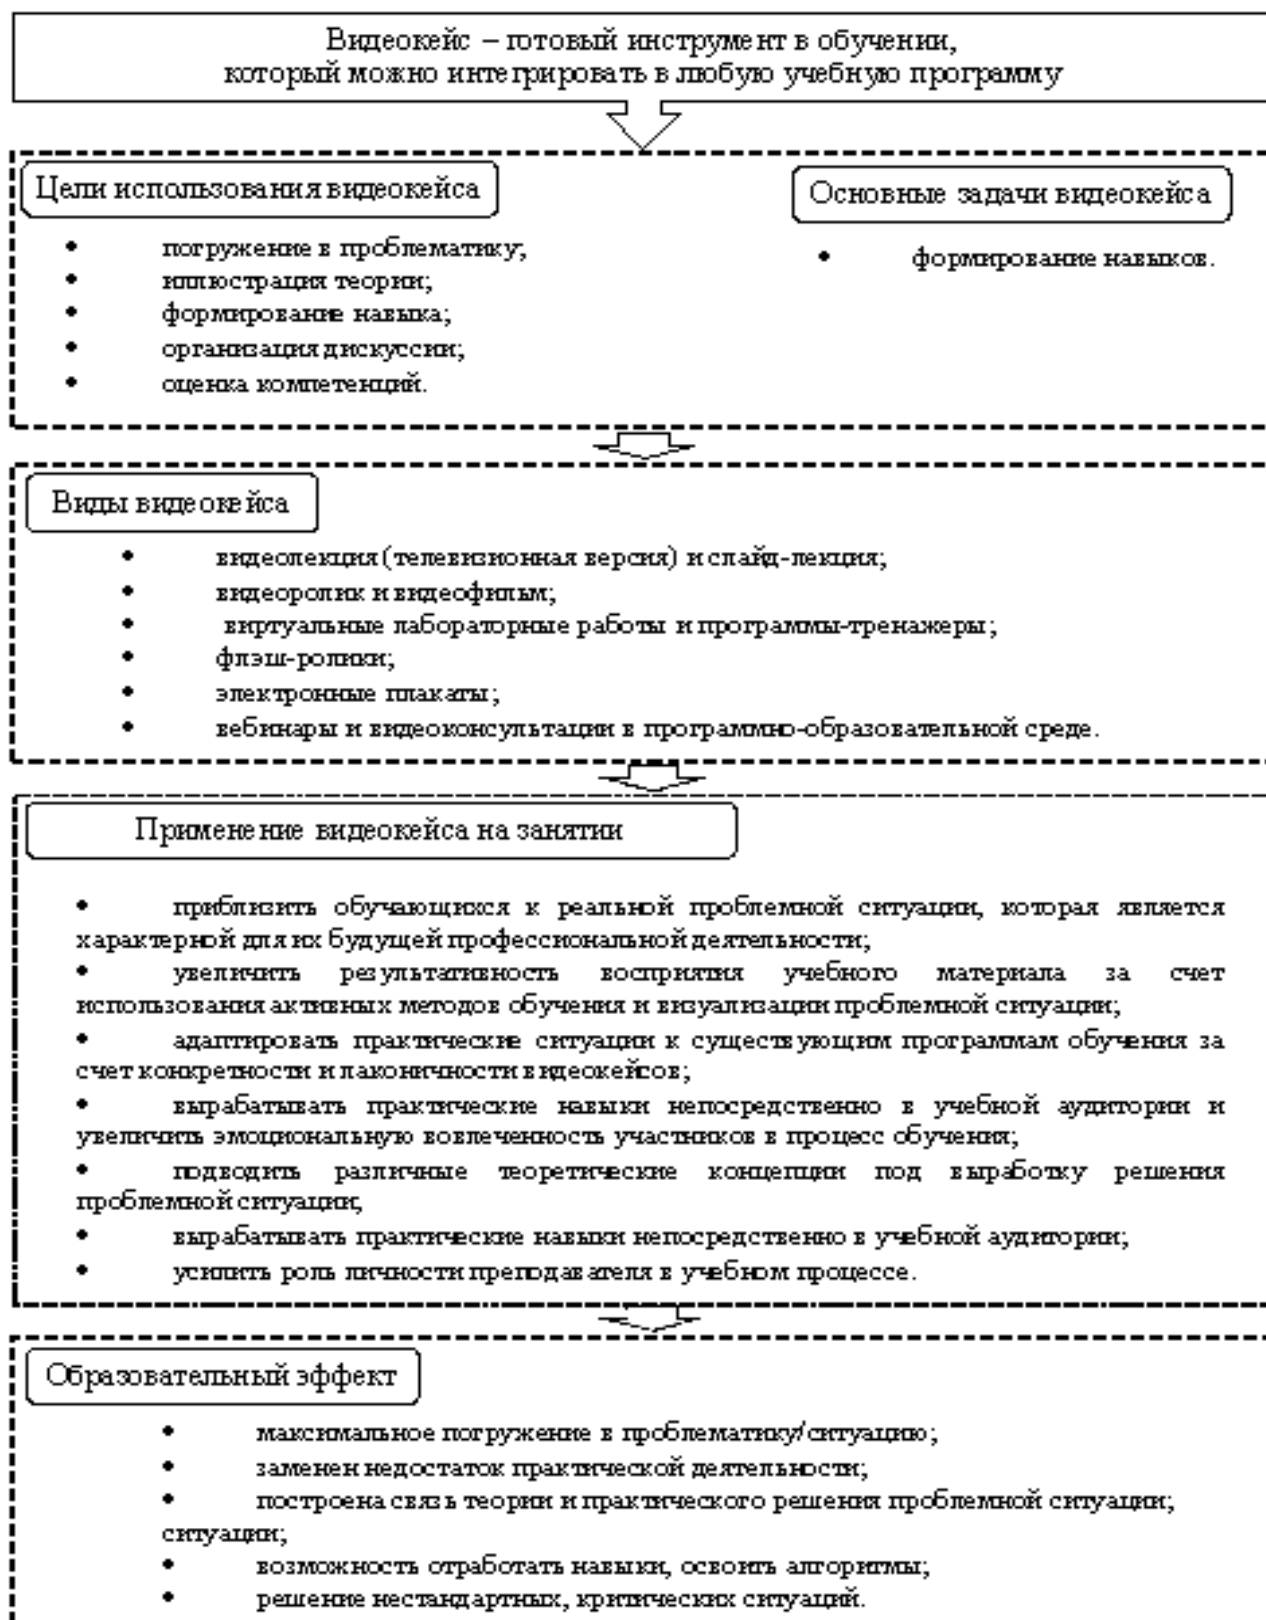 Видеокейс – готовый инструмент в обучении,
который можно интегрировать в любую учебную программу
Цели использования видеокейса
• погружение в проблематику;
• иллюстрация теории;
• формирование навыка;
• организация дискуссии;
• оценка компетенций.
Основные задачи видеокейса
• формирование навыков.
Виды видеокейса
• видеолекция (телевизионная версия) и слайд-лекция;
• видеоролик и видеофильм;
• виртуальные лабораторные работы и программы-тренажеры;
• флэш-ролики;
• электронные плакаты;
• вебинары и видеоконсультации в программно-образовательной среде.
Применение видеокейса на занятии
• приблизить обучающихся к реальной проблемной ситуации, которая является
характерной для их будущей профессиональной деятельности;
• увеличить результативность восприятия учебного материала за счет
использования активных методов обучения и визуализации проблемной ситуации;
• адаптировать практические ситуации к существующим программам обучения за
счет конкретности и лаконичности видеокейсов;
• вырабатывать практические навыки непосредственно в учебной аудитории и
увеличить эмоциональную вовлеченность участников в процесс обучения;
• подводить различные теоретические концепции под выработку решения
проблемной ситуации;
• вырабатывать практические навыки непосредственно в учебной аудитории;
• усилить роль личности преподавателя в учебном процессе.
Образовательный эффект
• максимальное погружение в проблематику/ситуацию;
• заменен недостаток практической деятельности;
• построена связь теории и практического решения проблемной ситуации;
ситуации;
• возможность отработать навыки, освоить алгоритмы;
• решение нестандартных, критических ситуаций.